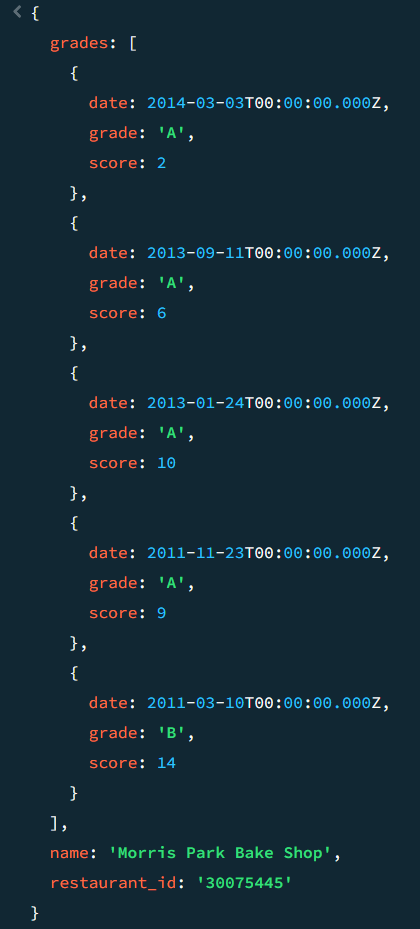 {
grades: [
{
date: 2014-03-03T00:00:00.000Z,
grade: 'A',
score: 2
},
{
date: 2013-09-11T00:00:00.000Z,
grade: 'A',
score: 6
},
{
date: 2013-01-24T00:00:00.000Z,
grade: 'A',
score: 10
},
{
date: 2011-11-23T00:00:00.000Z,
grade: 'A',
score: 9
},
{
date: 2011-03-10T00:00:00.000Z,
grade: 'B',
score: 14
}
],
name: 'Morris Park Bake Shop',
restaurant_id: '30075445'
}